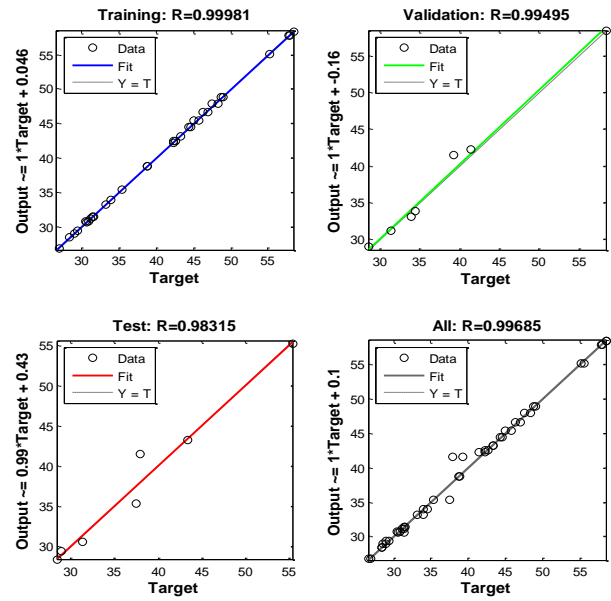 Training: R=0.99981
Output ~= 1*Target + 0.046
55
50
45
40
35
30
Data
Fit
Y = T
30 35 40 45 50 55
Target
Validation: R=0.99495
Output ~= 1*Target + -0.16
55
50
45
40
35
30
Data
Fit
Y = T
30 35 40 45 50 55
Target
Test: R=0.98315
Output ~= 0.99*Target + 0.43
55
50
45
40
35
30
Data
Fit
Y = T
30 35 40 45 50 55
Target
All: R=0.99685
Output ~= 1*Target + 0.1
55
50
45
40
35
30
Data
Fit
Y = T
30 35 40 45 50 55
Target